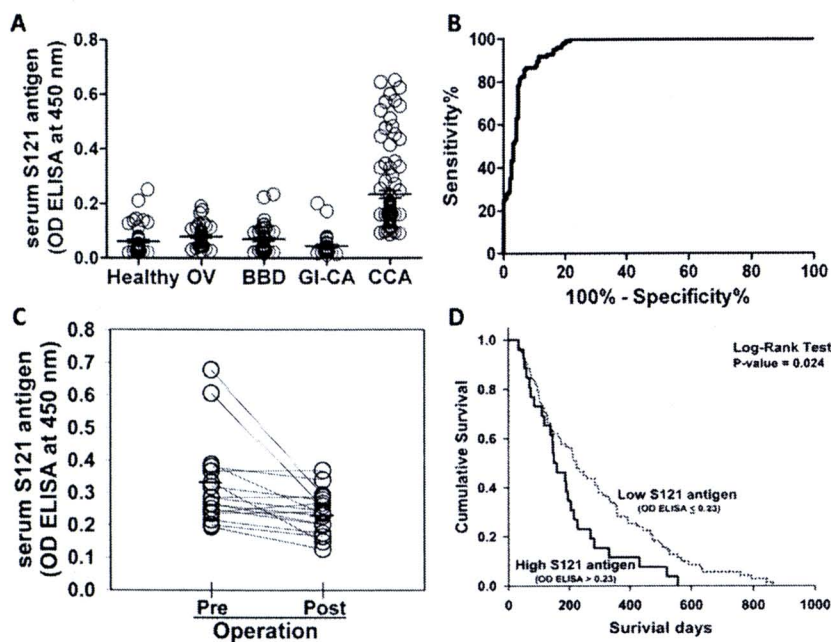 A
serum S121 antigen
(OD ELISA at 450 nm)
0.8
0.6
0.4
0.2
0.0
Healthy OV BBD GI-CA CCA
B
Sensitivity%
100
80
60
40
20
0
0 20 40 60 80 100
100% - Specificity%
C
serum S121 antigen
(OD ELISA at 450 nm)
0.8
0.7
0.6
0.5
0.4
0.3
0.2
0.1
0.0
Pre Post
Operation
D
Cumulative Survival
1.0
0.8
0.6
0.4
0.2
0.0
Log-Rank Test
P-value = 0.024
Low S121 antigen
(OD ELISA ≤ 0.23)
High S121 antigen
(OD ELISA > 0.23)
0 200 400 600 800 1000
Surivial days